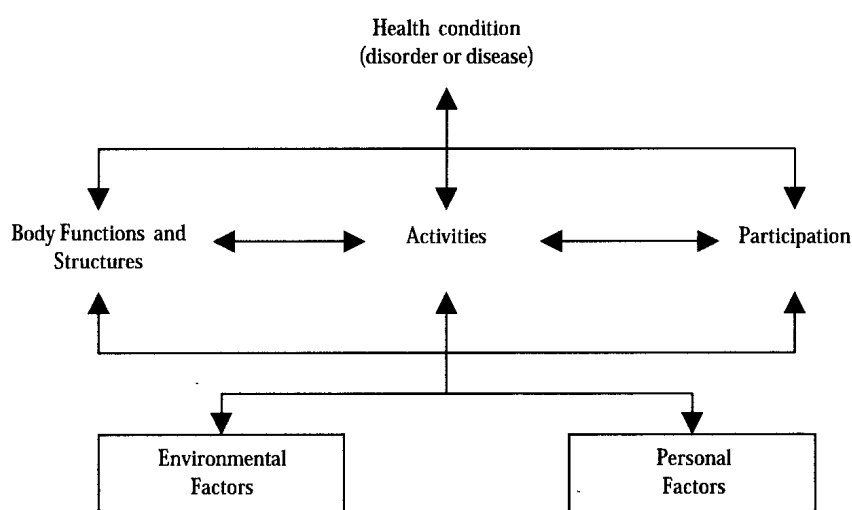 Health condition
(disorder or disease)
Body Functions and
Structures
Activities
Participation
Environmental
Factors
Personal
Factors